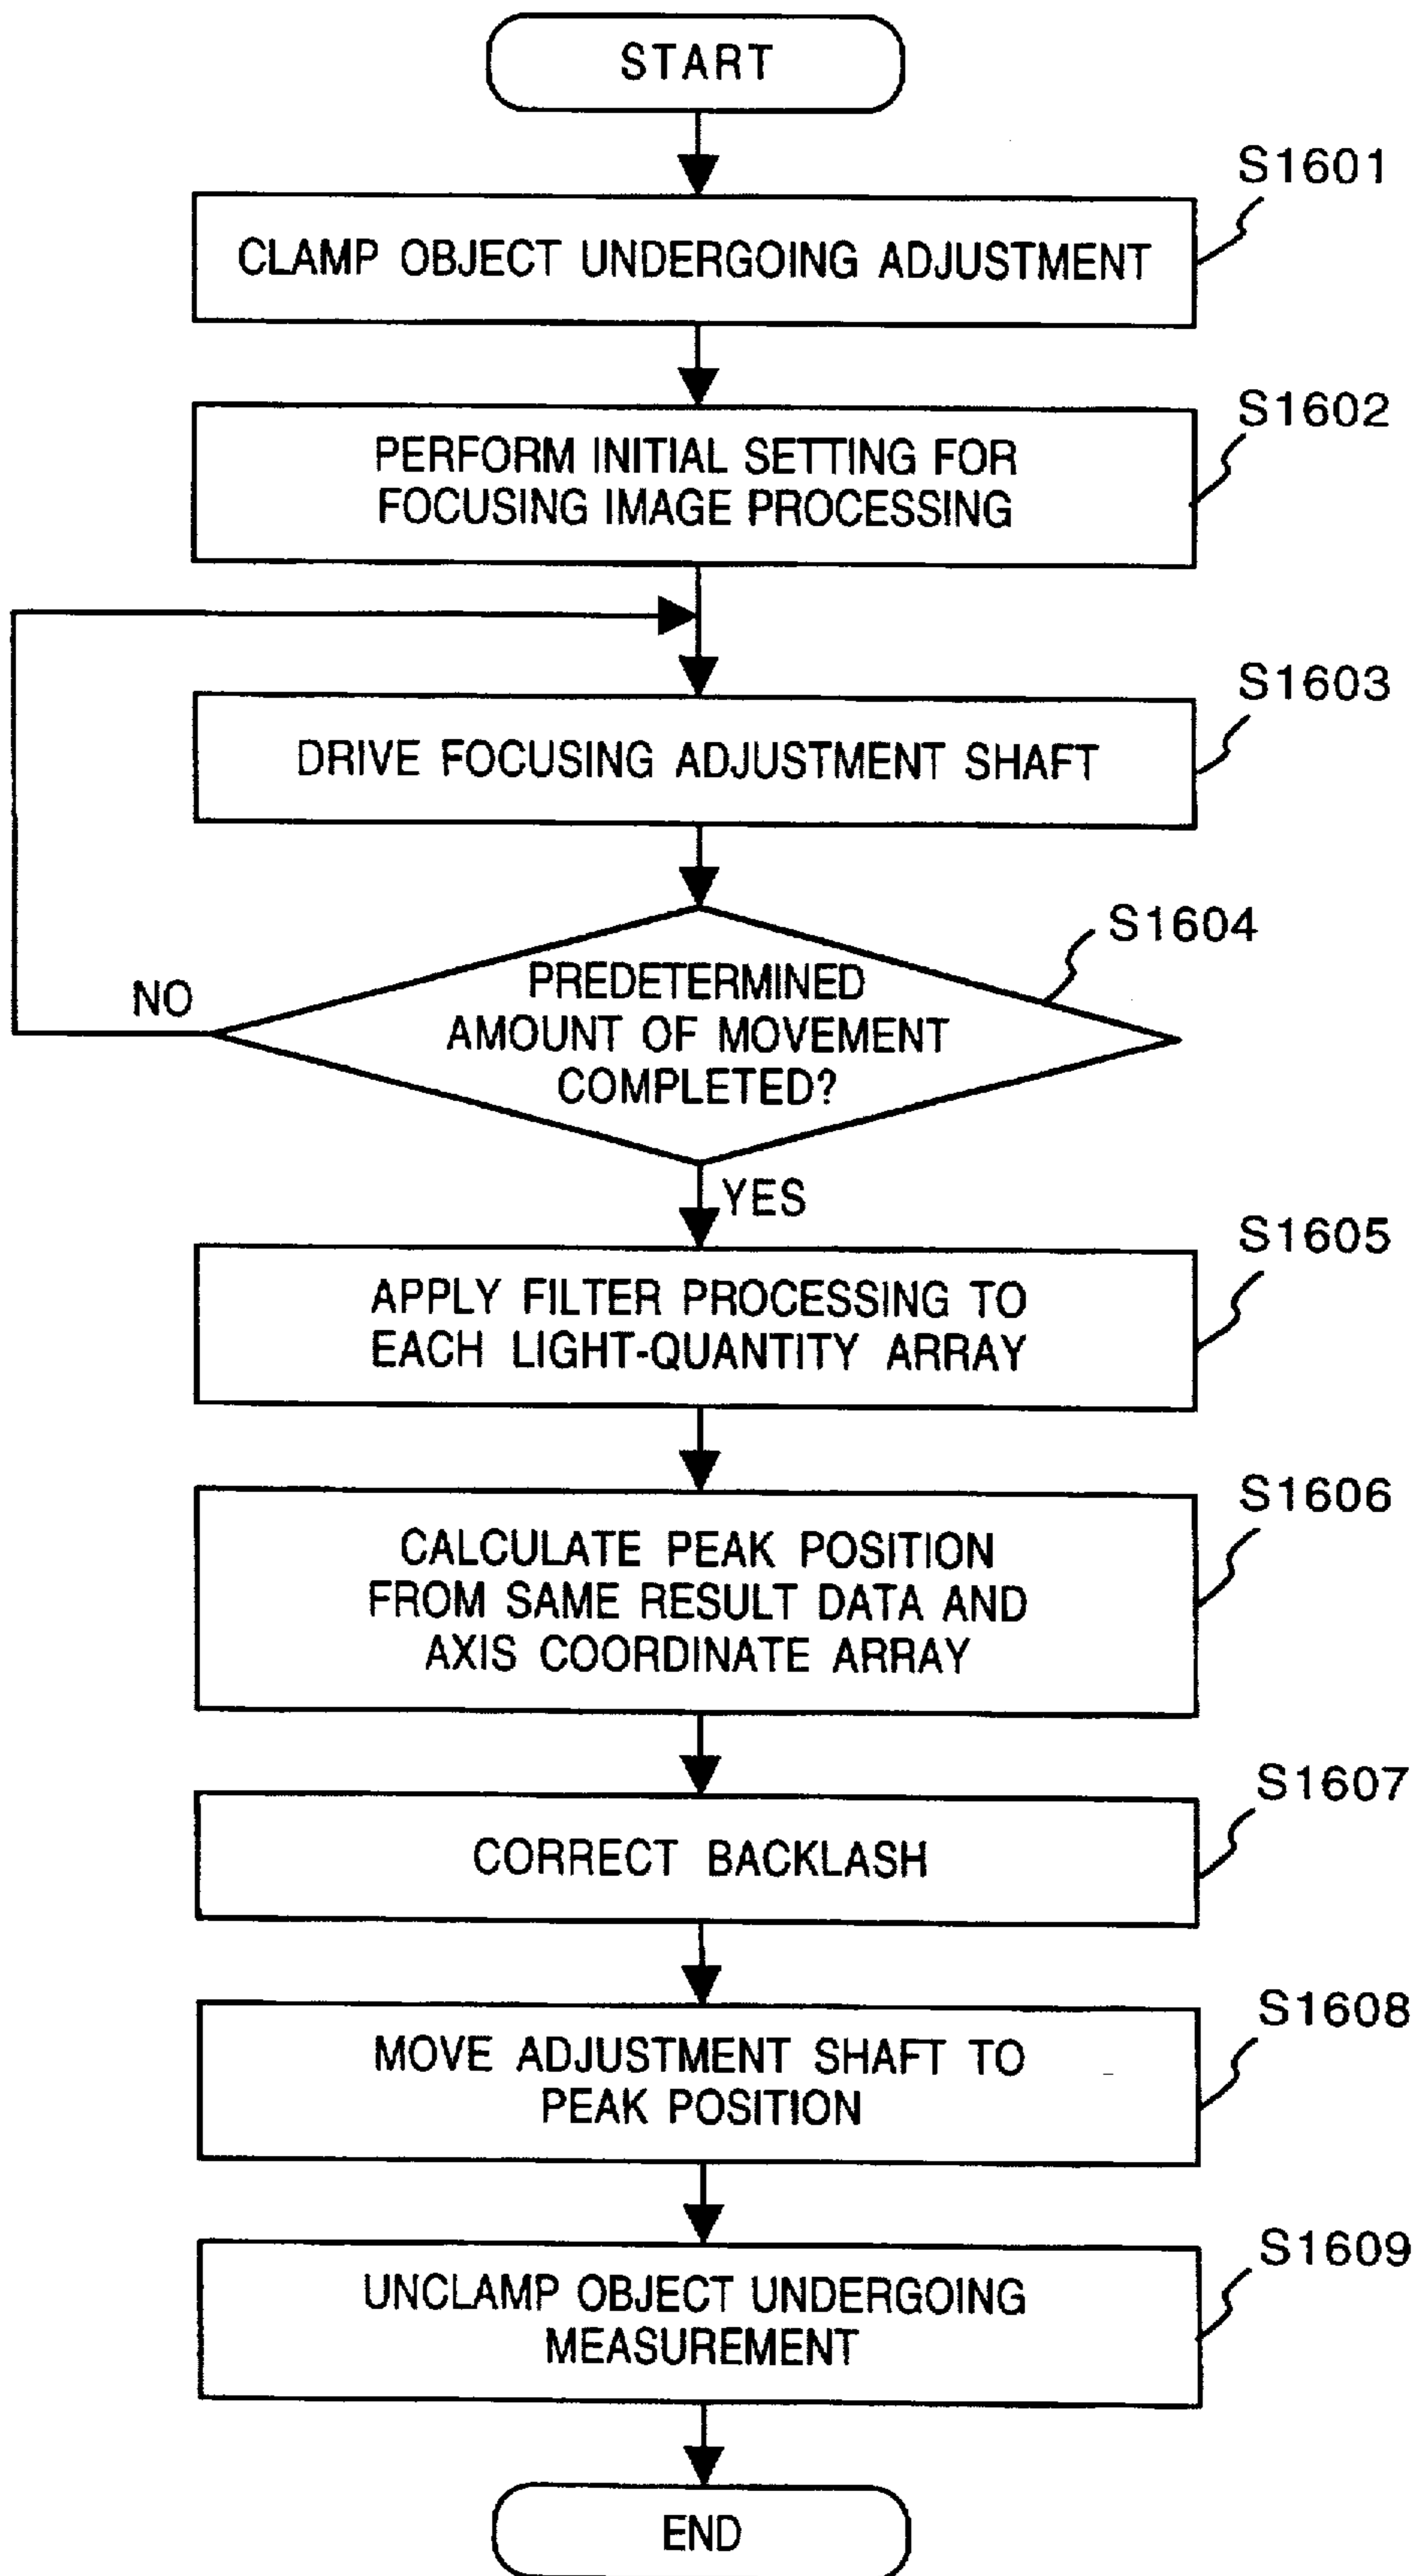 START
S1601
CLAMP OBJECT UNDERGOING ADJUSTMENT
S1602
PERFORM INITIAL SETTING FOR
FOCUSING IMAGE PROCESSING
S1603
DRIVE FOCUSING ADJUSTMENT SHAFT
S1604
NO
PREDETERMINED
AMOUNT OF MOVEMENT
COMPLETED?
YES
S1605
APPLY FILTER PROCESSING TO
EACH LIGHT-QUANTITY ARRAY
S1606
CALCULATE PEAK POSITION
FROM SAME RESULT DATA AND
AXIS COORDINATE ARRAY
S1607
CORRECT BACKLASH
S1608
MOVE ADJUSTMENT SHAFT TO
PEAK POSITION
S1609
UNCLAMP OBJECT UNDERGOING
MEASUREMENT
END